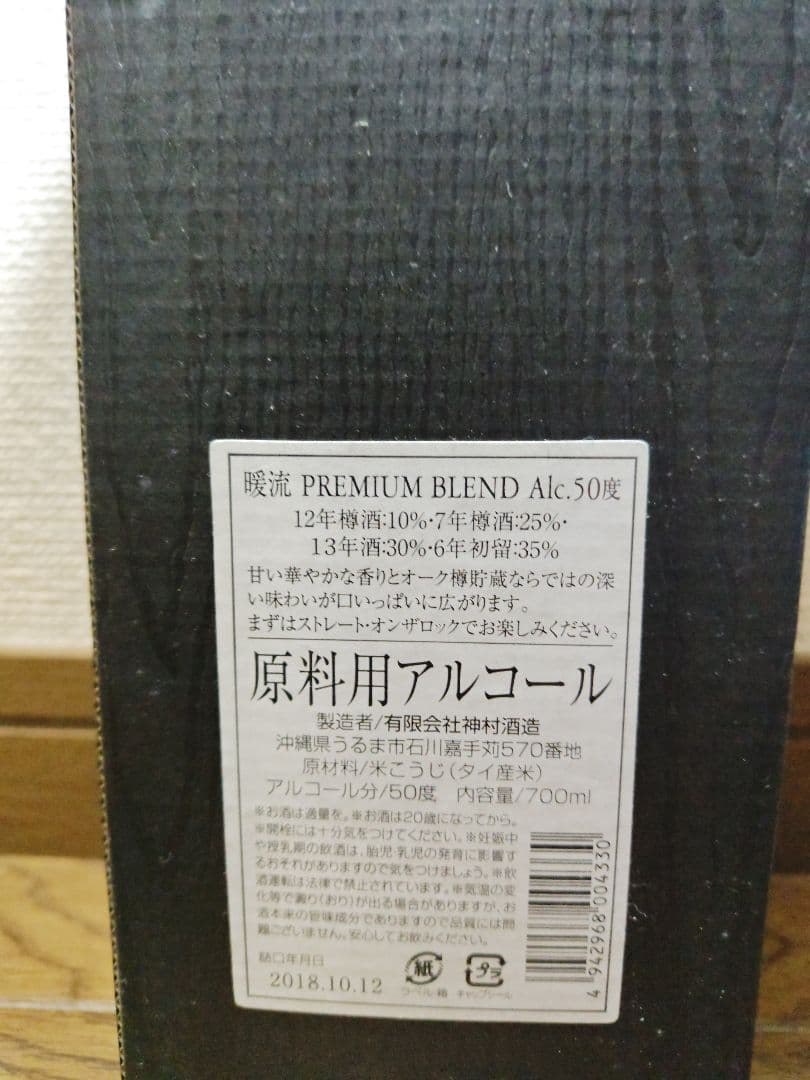 暖流 PREMIUM BLEND Alc.50度
12年樽酒:10%・7年樽酒:25%・
13年酒:30%・6年初留:35%
甘い華やかな香りとオーク樽貯蔵ならではの深
い味わいが口いっぱいに広がります。
まずはストレート・オンザロックでお楽しみください。
原料用アルコール
製造者/有限会社神村酒造
沖縄県うるま市石川嘉手苅570番地
原材料/米こうじ(タイ産米)
アルコール分/50度 内容量/700ml
※お酒は適量を。※お酒は20歳になってから。
※開栓には十分気をつけてください。※妊娠中
や授乳期の飲酒は、胎児・乳児の発育に影響す
るおそれがありますので気をつけましょう。※飲
酒運転は法律で禁止されています。※気温の変
化等で濁り(おり)が出る場合がありますが、お
酒本来の旨味成分でありますので品質には問
題ございません。安心してお飲みください。
詰口年月日
2018.10.12
紙
ラベル・箱
プラ
キャップシール
4942968004330